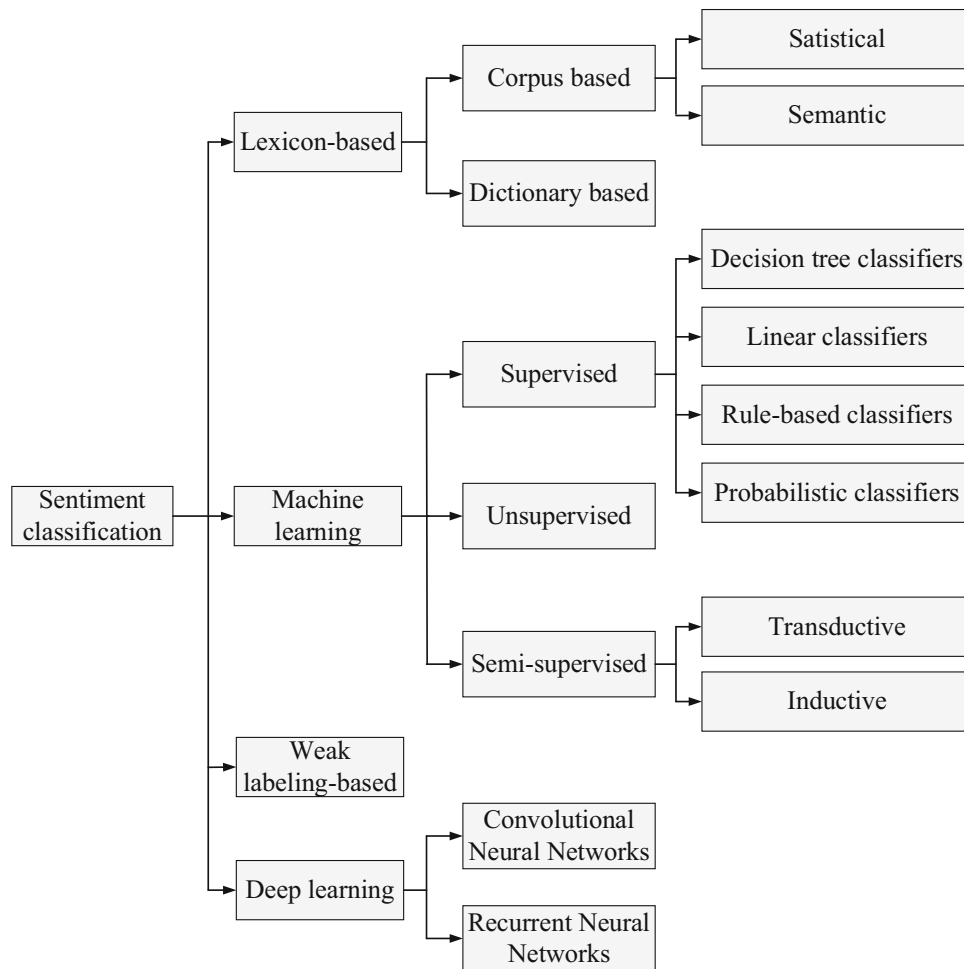 Sentiment
classification
Lexicon-based
Corpus based
Satistical
Semantic
Dictionary based
Machine
learning
Supervised
Decision tree classifiers
Linear classifiers
Rule-based classifiers
Probabilistic classifiers
Unsupervised
Semi-supervised
Transductive
Inductive
Weak
labeling-based
Deep learning
Convolutional
Neural Networks
Recurrent Neural
Networks